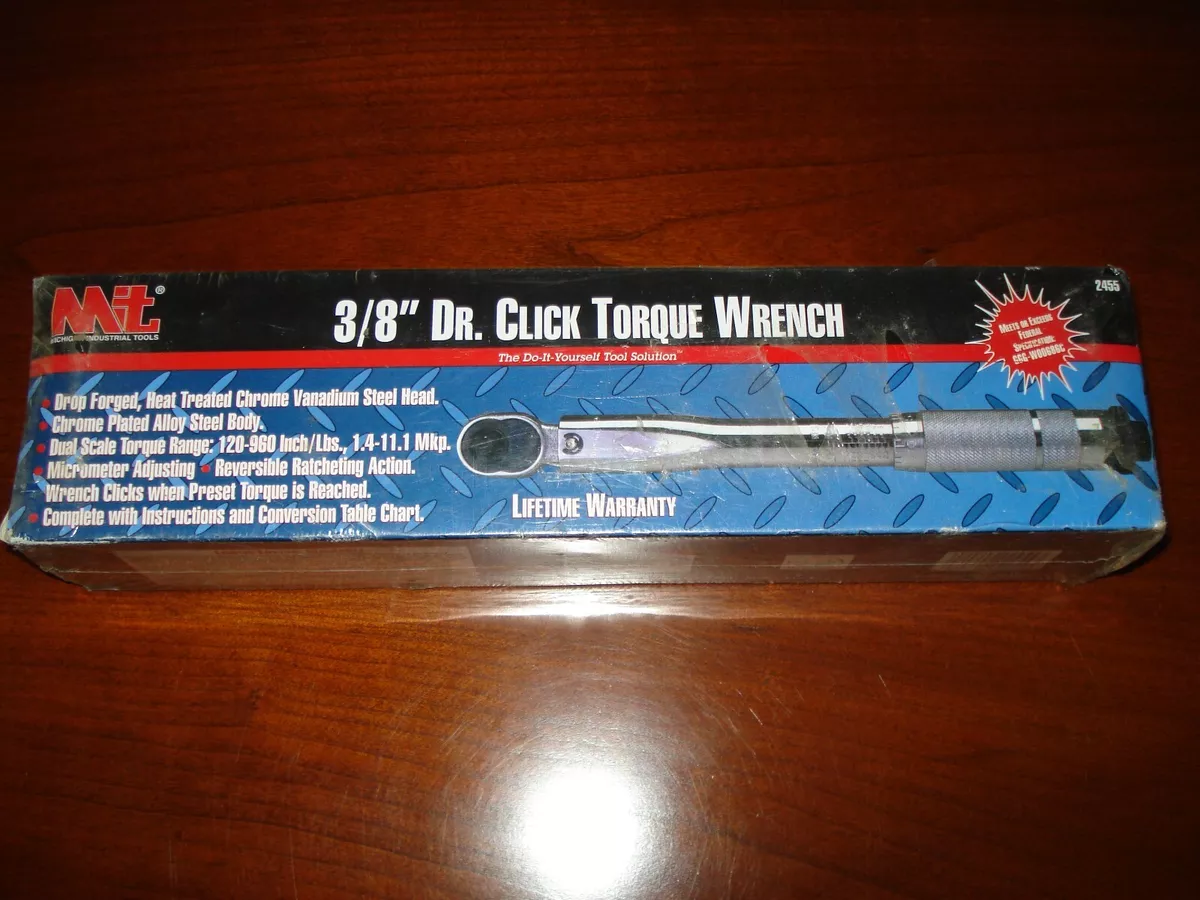 Mit®
MICHIGAN INDUSTRIAL TOOLS
3/8" DR. CLICK TORQUE WRENCH
2455
MEETS OR EXCEEDS
FEDERAL
SPECIFICATION:
GGG-W00686C
The Do-It-Yourself Tool Solution™
• Drop Forged, Heat Treated Chrome Vanadium Steel Head.
• Chrome Plated Alloy Steel Body.
• Dual Scale Torque Range: 120-960 Inch/Lbs., 1.4-11.1 Mkp.
• Micrometer Adjusting • Reversible Ratcheting Action.
Wrench Clicks when Preset Torque is Reached.
• Complete with Instructions and Conversion Table Chart.
LIFETIME WARRANTY